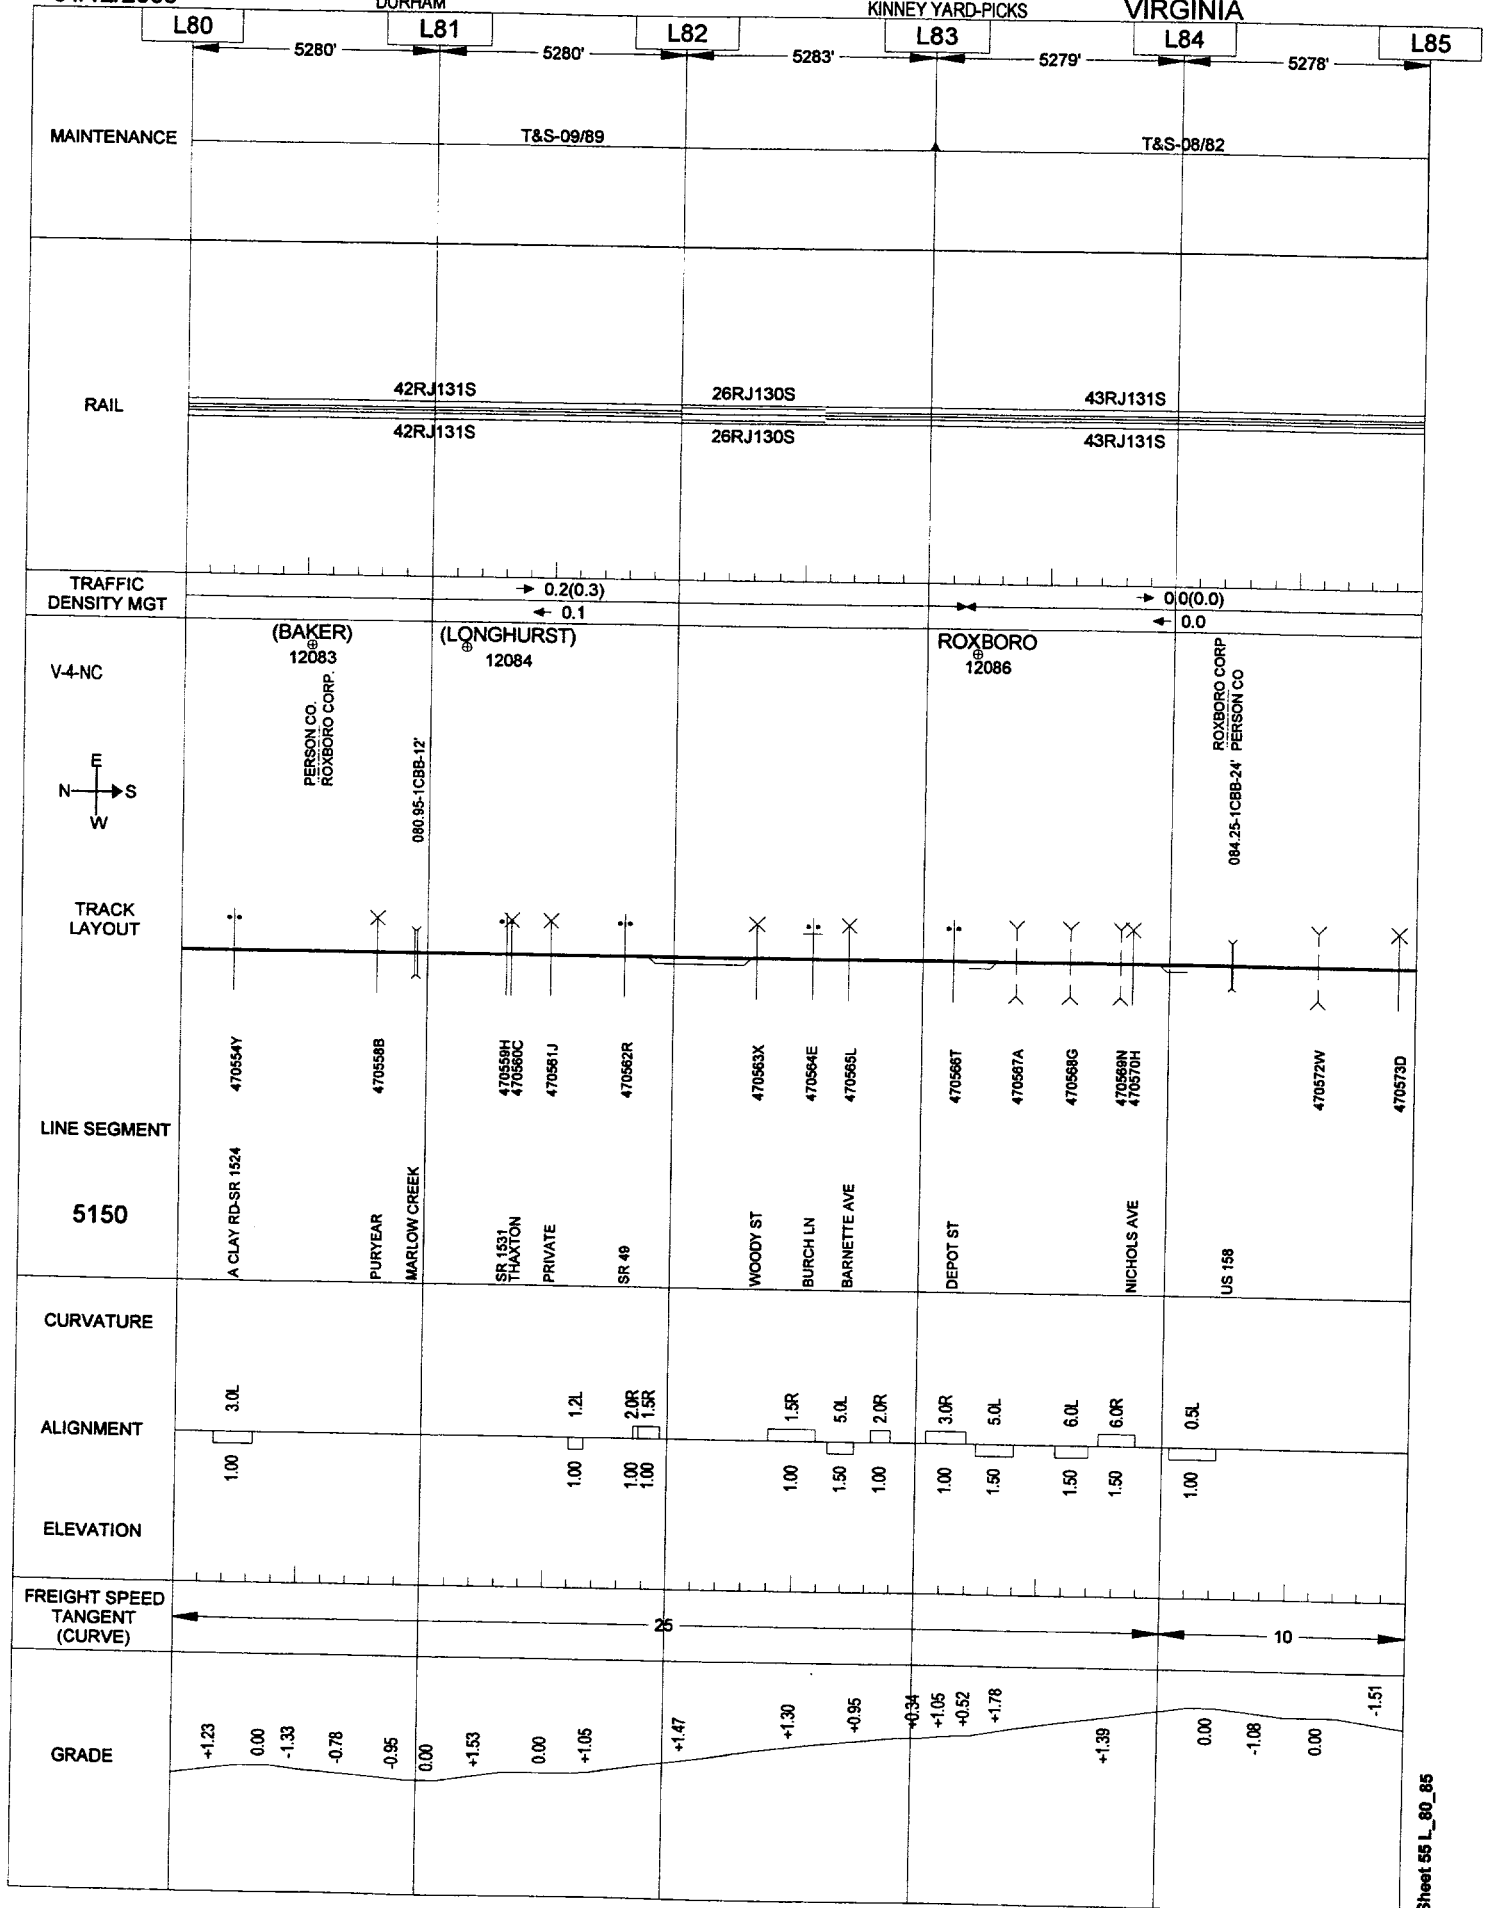 DURHAM
KINNEY YARD-PICKS
VIRGINIA
L80
L81
L82
L83
L84
L85
5280'
5280'
5283'
5279'
5278'
MAINTENANCE
T&S-09/89
T&S-08/82
RAIL
42RJ131S
26RJ130S
43RJ131S
42RJ131S
26RJ130S
43RJ131S
TRAFFIC
DENSITY MGT
0.2(0.3)
0.0(0.0)
0.1
0.0
V-4-NC
(BAKER)
12083
(LONGHURST)
12084
ROXBORO
12086
PERSON CO.
ROXBORO CORP.
080.95-1CBB-12'
ROXBORO CORP
PERSON CO
084.25-1CBB-24'
E
N
S
W
TRACK
LAYOUT
470554Y
470558B
470559H
470560C
470561J
470562R
470563X
470564E
470565L
470566T
470567A
470568G
470569N
470570H
470572W
470573D
LINE SEGMENT
5150
A CLAY RD-SR 1524
PURYEAR
MARLOW CREEK
SR 1531
THAXTON
PRIVATE
SR 49
WOODY ST
BURCH LN
BARNETTE AVE
DEPOT ST
NICHOLS AVE
US 158
CURVATURE
ALIGNMENT
3.0L
1.2L
2.0R
1.5R
1.5R
5.0L
2.0R
3.0R
5.0L
6.0L
6.0R
0.5L
1.00
1.00
1.00
1.00
1.00
1.50
1.00
1.00
1.50
1.50
1.50
1.00
ELEVATION
FREIGHT SPEED
TANGENT
(CURVE)
25
10
GRADE
+1.23
0.00
-1.33
-0.78
-0.95
0.00
+1.53
0.00
+1.05
+1.47
+1.30
+0.95
+0.34
+1.05
+0.52
+1.78
+1.39
0.00
-1.08
0.00
-1.51
Sheet 55 L_80_85